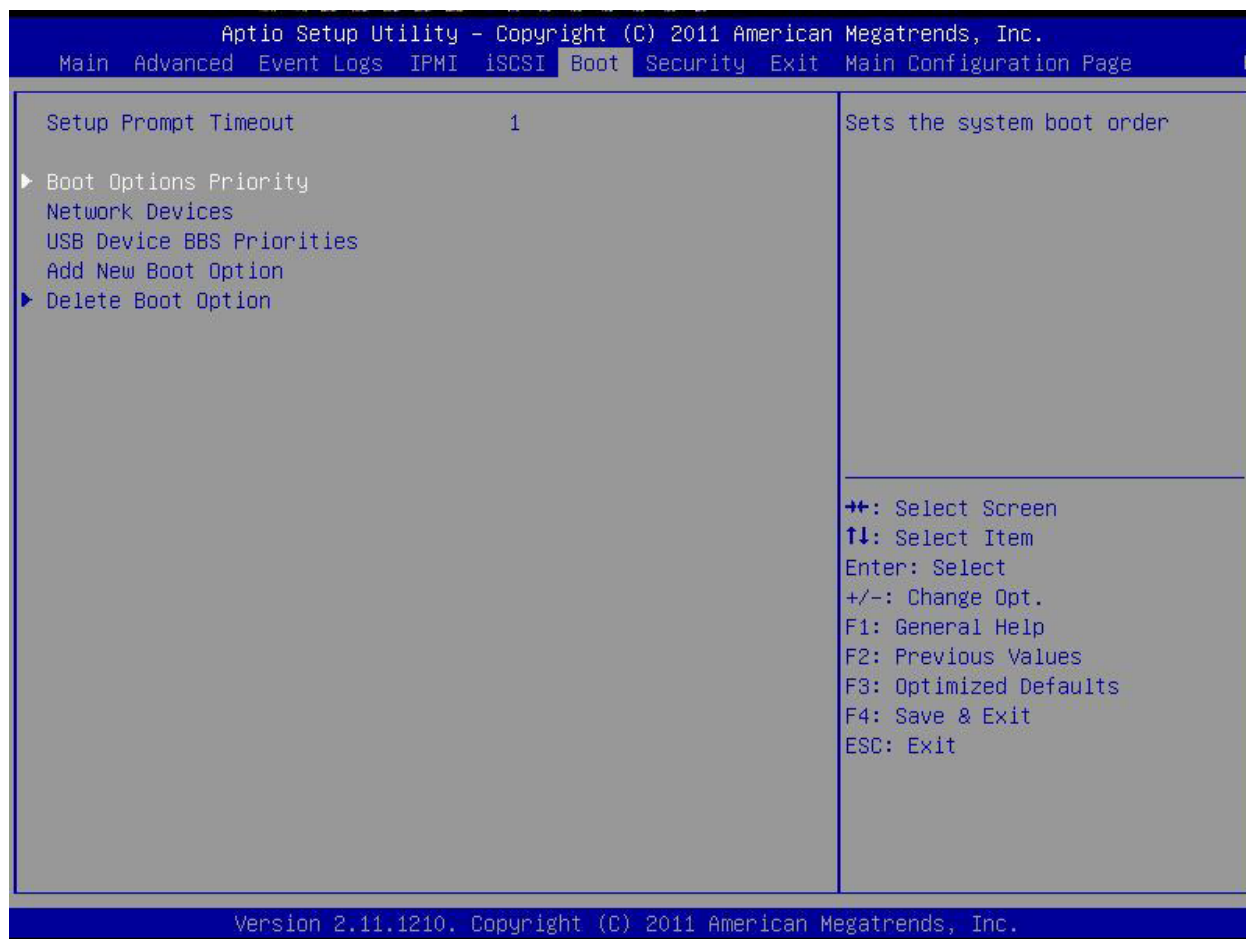 Aptio Setup Utility – Copyright (C) 2011 American Megatrends, Inc.
Main Advanced Event Logs IPMI iSCSI Boot Security Exit Main Configuration Page
Setup Prompt Timeout 1
Boot Options Priority
Network Devices
USB Device BBS Priorities
Add New Boot Option
Delete Boot Option
Sets the system boot order
→←: Select Screen
↑↓: Select Item
Enter: Select
+/-: Change Opt.
F1: General Help
F2: Previous Values
F3: Optimized Defaults
F4: Save & Exit
ESC: Exit
Version 2.11.1210. Copyright (C) 2011 American Megatrends, Inc.